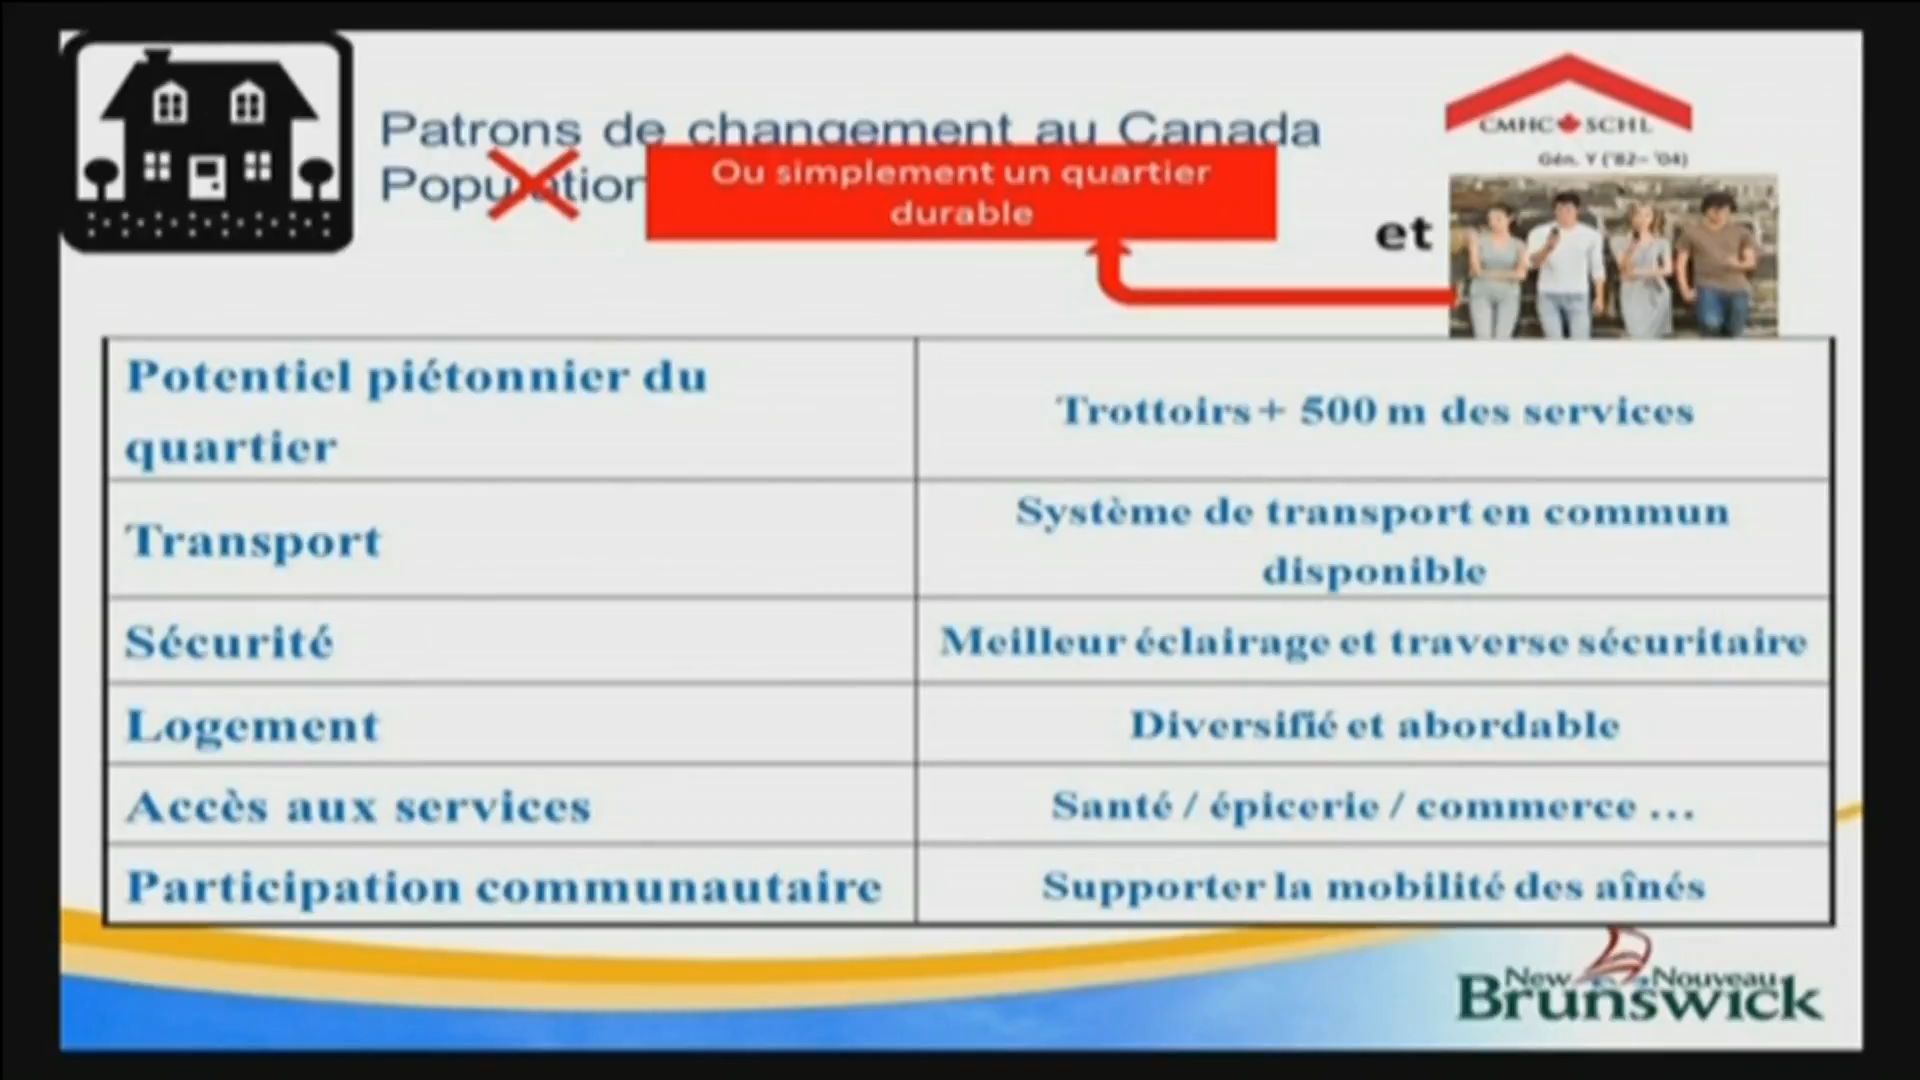 Patrons de changement au Canada
Population
Ou simplement un quartier
durable
CMHC SCHL
Gén. Y ('82– '04)
et
Potentiel piétonnier du
quartier
Trottoirs + 500 m des services
Transport
Système de transport en commun
disponible
Sécurité
Meilleur éclairage et traverse sécuritaire
Logement
Diversifié et abordable
Accès aux services
Santé / épicerie / commerce ...
Participation communautaire
Supporter la mobilité des aînés
New Nouveau
Brunswick